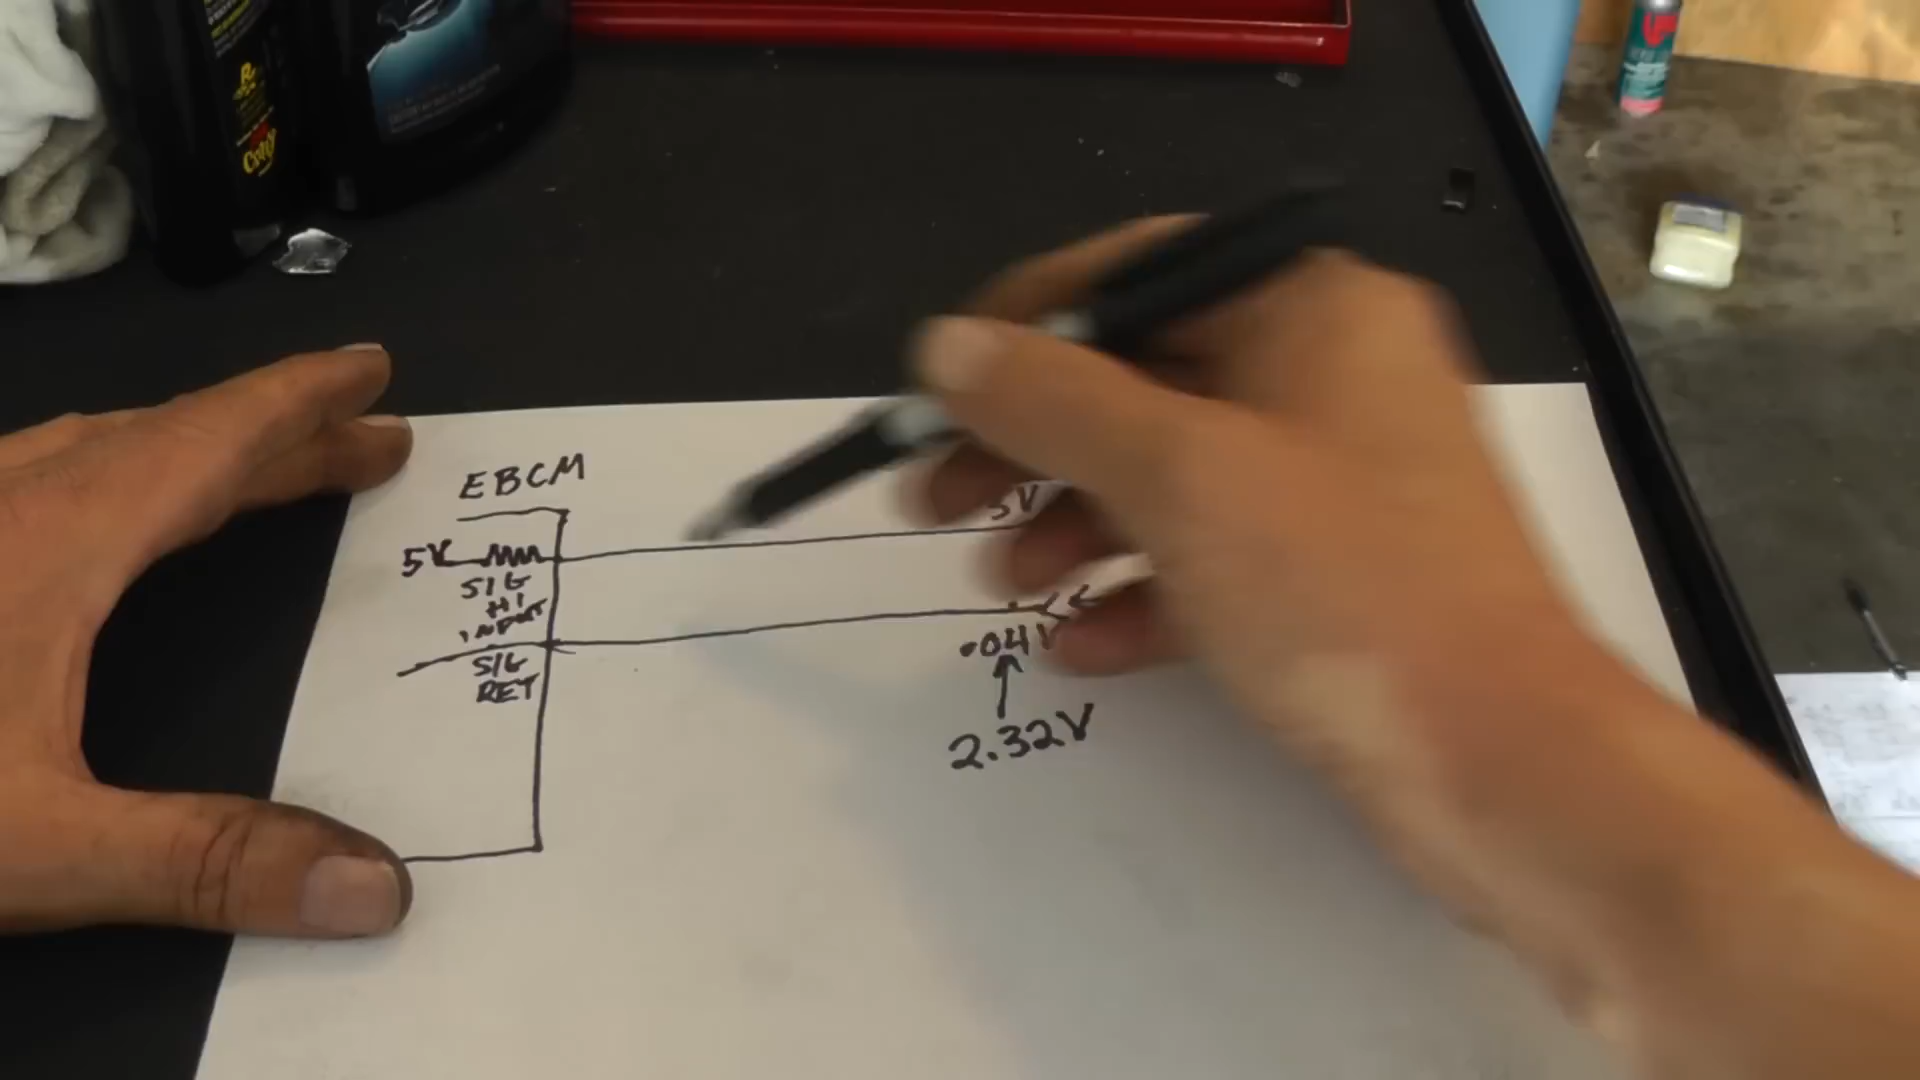 EBCM
5V
5V
SIG
HI
INPUT
SIG
RET
.04V
2.32V